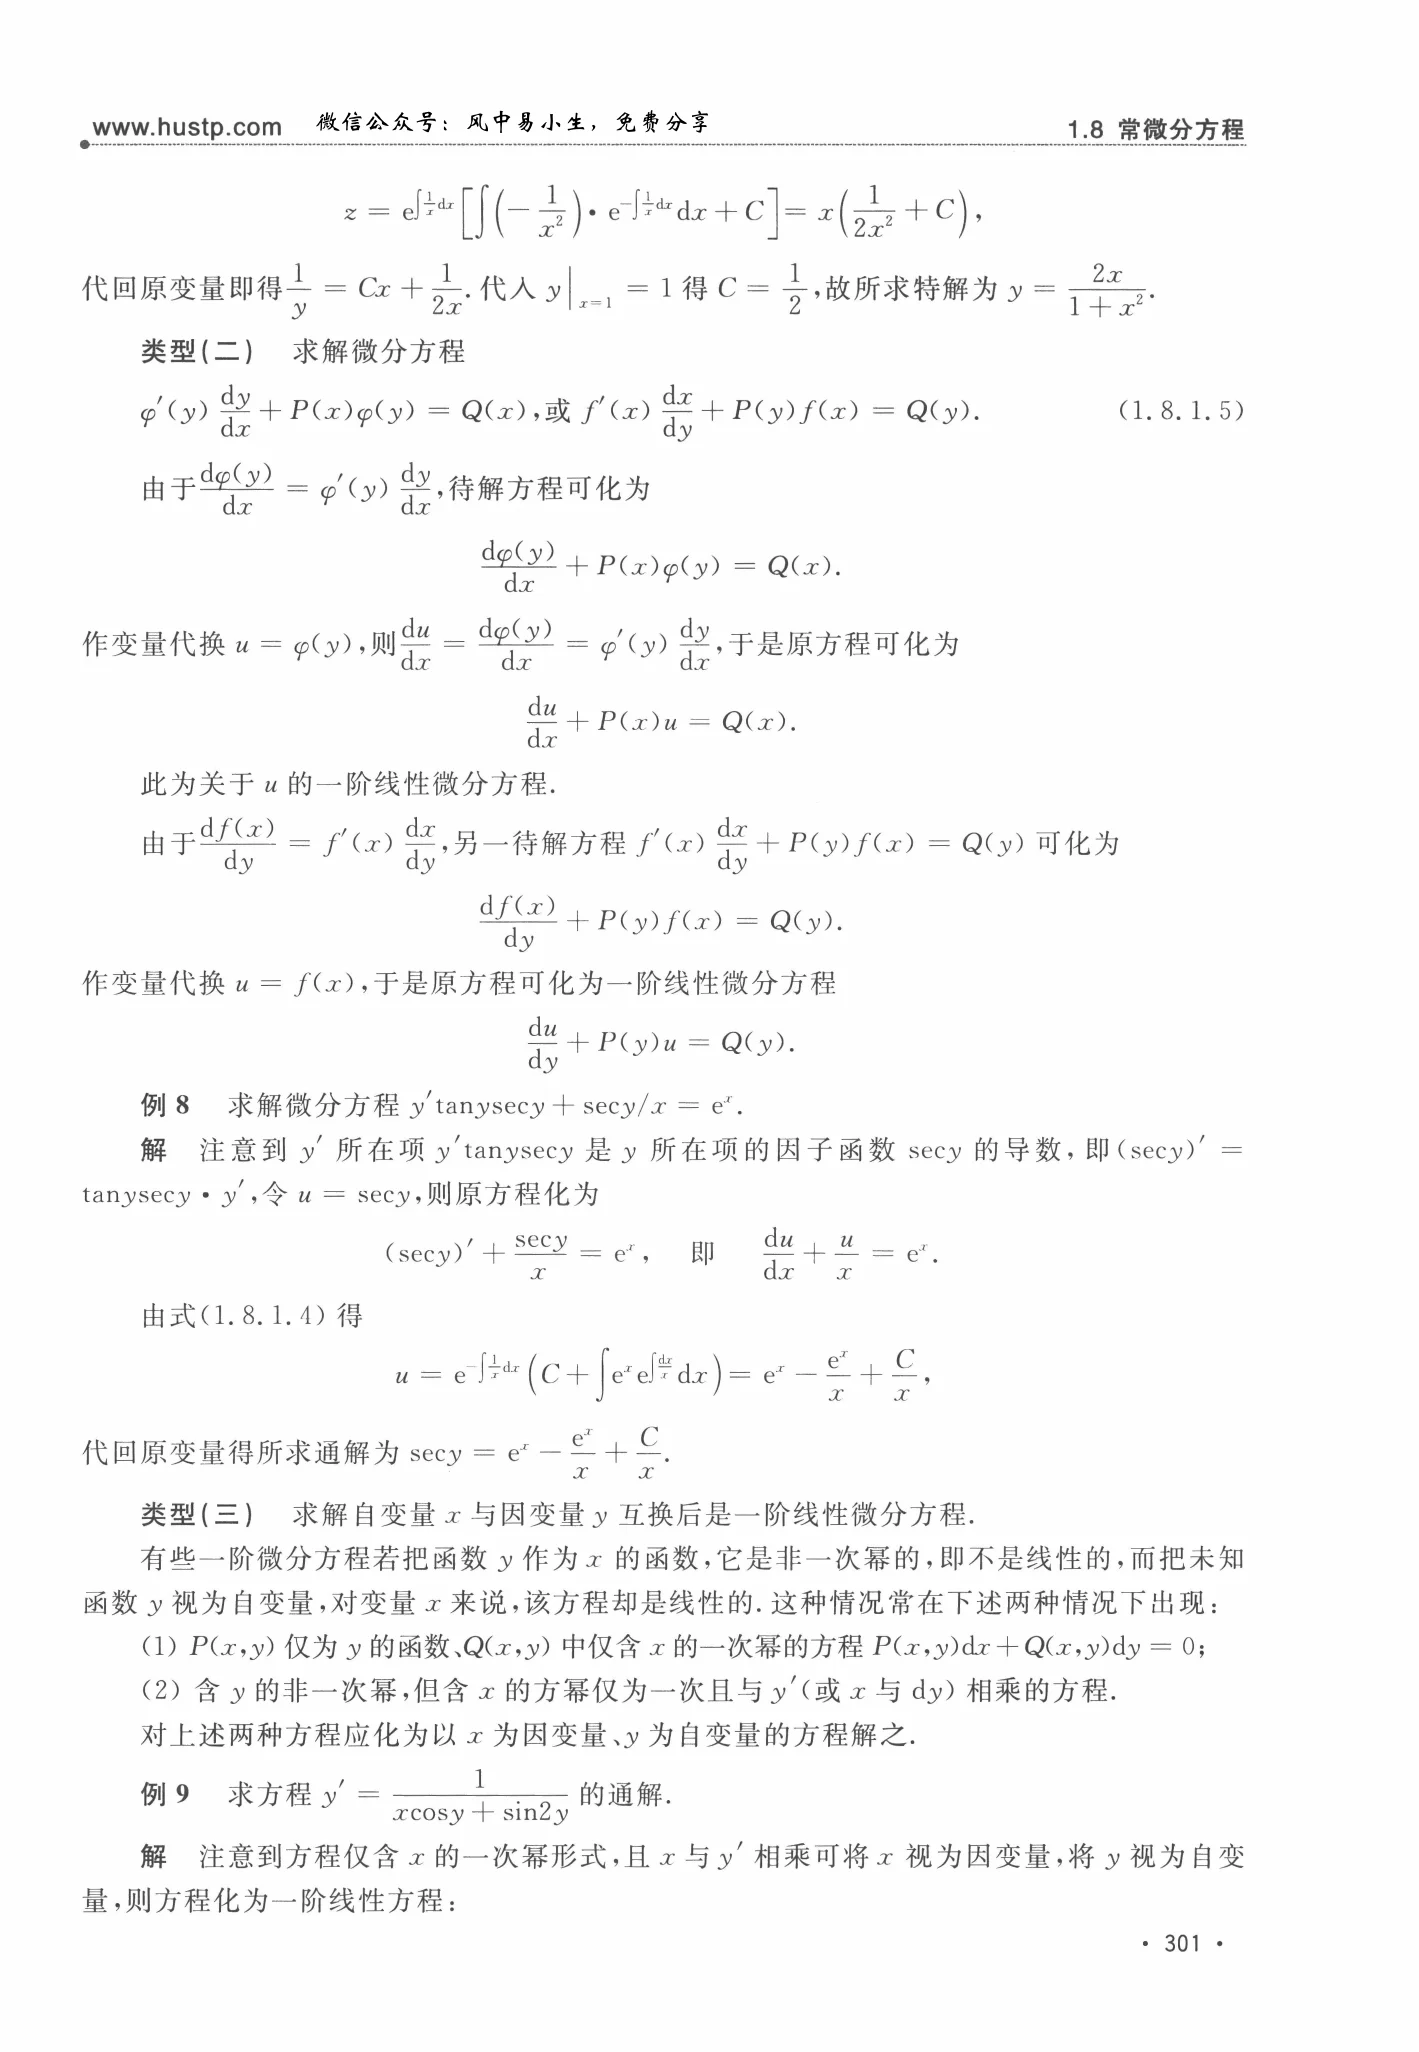 www.hustp.com 微信公众号：风中易小生，免费分享 1.8 常微分方程
$z = e^{\int \frac{1}{x}dx}\left[\int\left(-\frac{1}{x^2}\right)\cdot e^{-\int \frac{1}{x}dx}dx + C\right] = x\left(\frac{1}{2x^2} + C\right),$
代回原变量即得$\frac{1}{y} = Cx + \frac{1}{2x}$.代入 $y\big|_{x=1} = 1$ 得 $C = \frac{1}{2}$,故所求特解为 $y = \frac{2x}{1+x^2}$.
类型(二) 求解微分方程
$\varphi'(y)\frac{dy}{dx} + P(x)\varphi(y) = Q(x)$,或 $f'(x)\frac{dx}{dy} + P(y)f(x) = Q(y)$. (1.8.1.5)
由于$\frac{d\varphi(y)}{dx} = \varphi'(y)\frac{dy}{dx}$,待解方程可化为
$\frac{d\varphi(y)}{dx} + P(x)\varphi(y) = Q(x).$
作变量代换 $u = \varphi(y)$,则$\frac{du}{dx} = \frac{d\varphi(y)}{dx} = \varphi'(y)\frac{dy}{dx}$,于是原方程可化为
$\frac{du}{dx} + P(x)u = Q(x).$
此为关于 u 的一阶线性微分方程.
由于$\frac{df(x)}{dy} = f'(x)\frac{dx}{dy}$,另一待解方程 $f'(x)\frac{dx}{dy} + P(y)f(x) = Q(y)$ 可化为
$\frac{df(x)}{dy} + P(y)f(x) = Q(y).$
作变量代换 $u = f(x)$,于是原方程可化为一阶线性微分方程
$\frac{du}{dy} + P(y)u = Q(y).$
例 8 求解微分方程 $y'\tan y\sec y + \sec y/x = e^x$.
解 注意到 $y'$ 所在项 $y'\tan y\sec y$ 是 y 所在项的因子函数 $\sec y$ 的导数,即$(\sec y)' =$
$\tan y\sec y \cdot y'$,令 $u = \sec y$,则原方程化为
$(\sec y)' + \frac{\sec y}{x} = e^x$, 即 $\frac{du}{dx} + \frac{u}{x} = e^x$.
由式(1.8.1.4) 得
$u = e^{-\int \frac{1}{x}dx}\left(C + \int e^x e^{\int \frac{dx}{x}}dx\right) = e^x - \frac{e^x}{x} + \frac{C}{x},$
代回原变量得所求通解为 $\sec y = e^x - \frac{e^x}{x} + \frac{C}{x}$.
类型(三) 求解自变量 x 与因变量 y 互换后是一阶线性微分方程.
有些一阶微分方程若把函数 y 作为 x 的函数,它是非一次幂的,即不是线性的,而把未知
函数 y 视为自变量,对变量 x 来说,该方程却是线性的.这种情况常在下述两种情况下出现:
(1) P(x,y) 仅为 y 的函数、Q(x,y) 中仅含 x 的一次幂的方程 P(x,y)dx+Q(x,y)dy = 0;
(2) 含 y 的非一次幂,但含 x 的方幂仅为一次且与 y′(或 x 与 dy) 相乘的方程.
对上述两种方程应化为以 x 为因变量、y 为自变量的方程解之.
例 9 求方程 $y' = \frac{1}{x\cos y + \sin 2y}$ 的通解.
解 注意到方程仅含 x 的一次幂形式,且 x 与 y′ 相乘可将 x 视为因变量,将 y 视为自变
量,则方程化为一阶线性方程:
· 301 ·